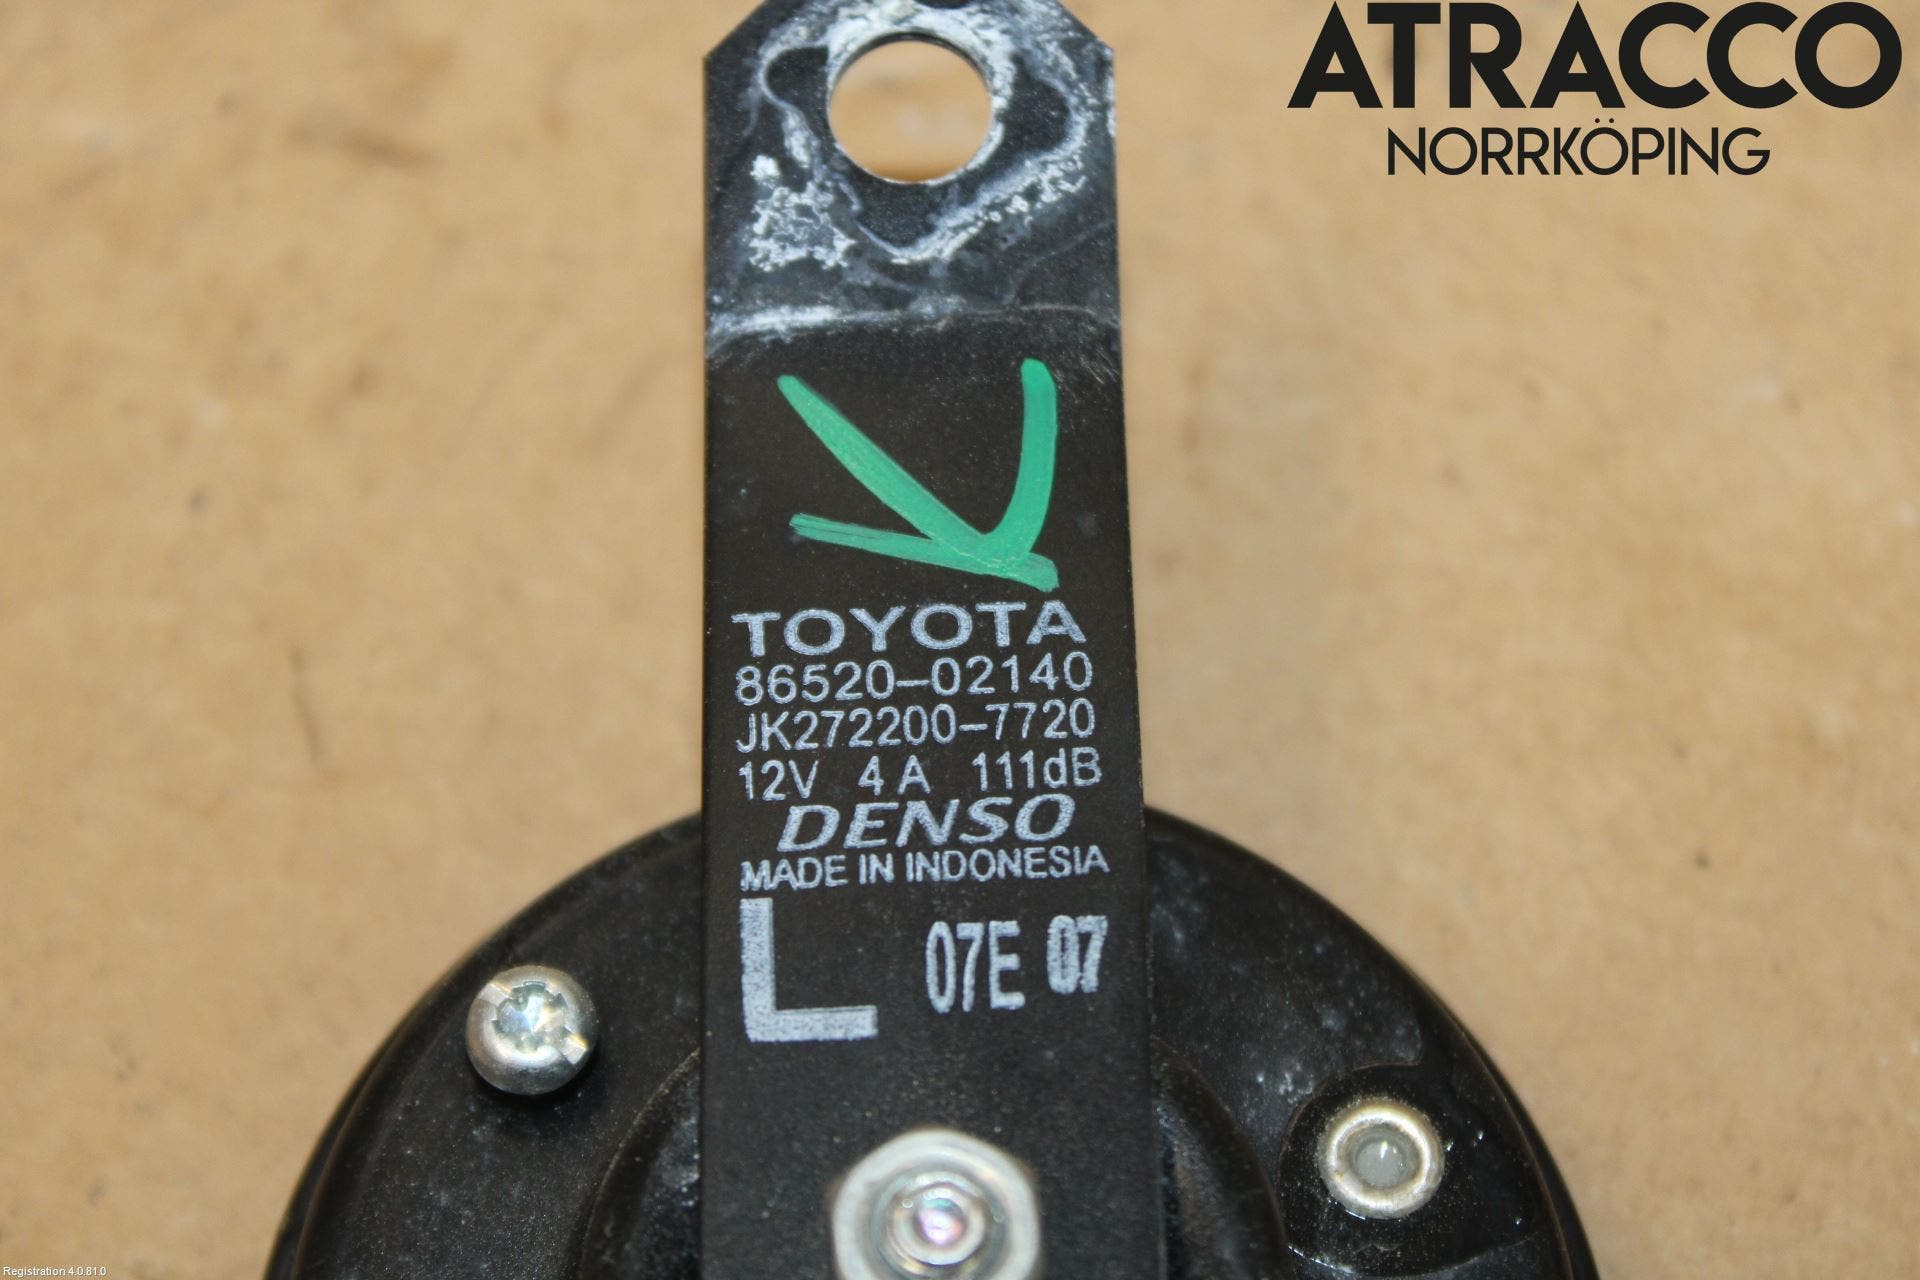 ATRACCO
NORRKÖPING
TOYOTA
86520-02140
JK272200-7720
12V 4A 111dB
DENSO
MADE IN INDONESIA
L 07E 07
Registration 4.0.81.0